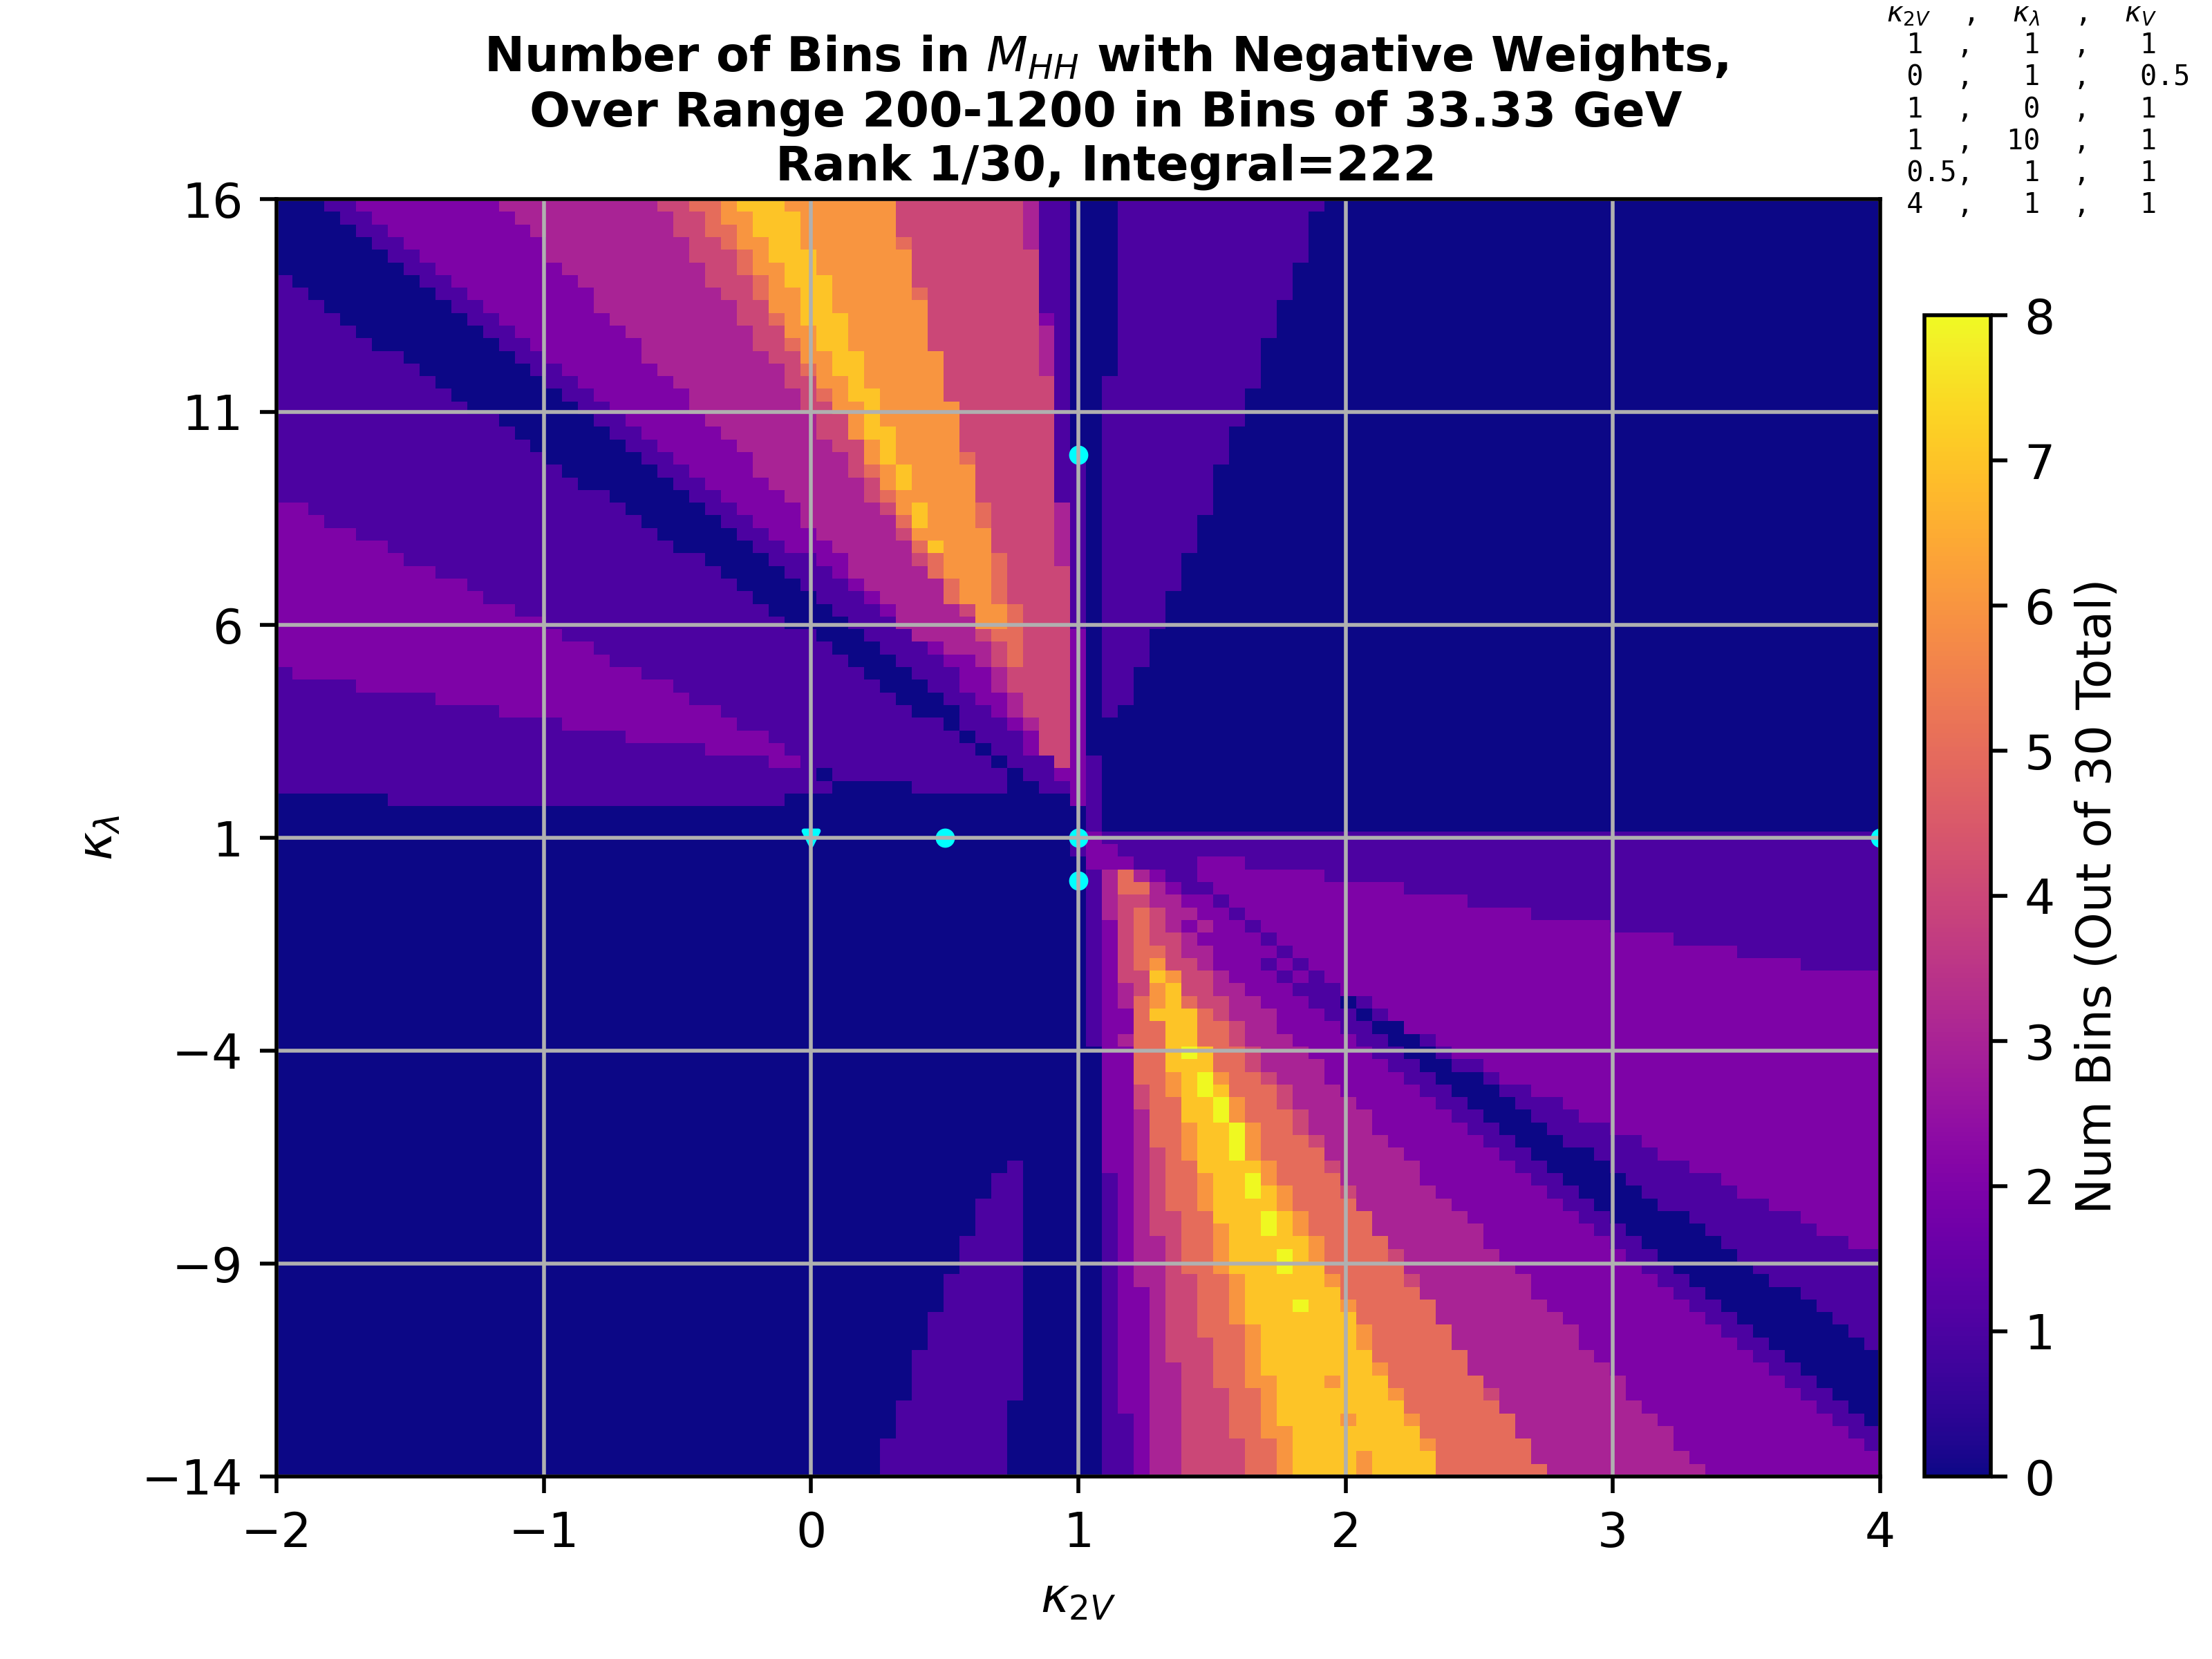 κ2V , κλ , κV
1 , 1 , 1
0 , 1 , 0.5
1 , 0 , 1
1 , 10 , 1
0.5, 1 , 1
4 , 1 , 1
Number of Bins in MHH with Negative Weights,
Over Range 200-1200 in Bins of 33.33 GeV
Rank 1/30, Integral=222
16
11
6
1
−4
−9
−14
κλ
−2 −1 0 1 2 3 4
κ2V
8
7
6
5
4
3
2
1
0
Num Bins (Out of 30 Total)